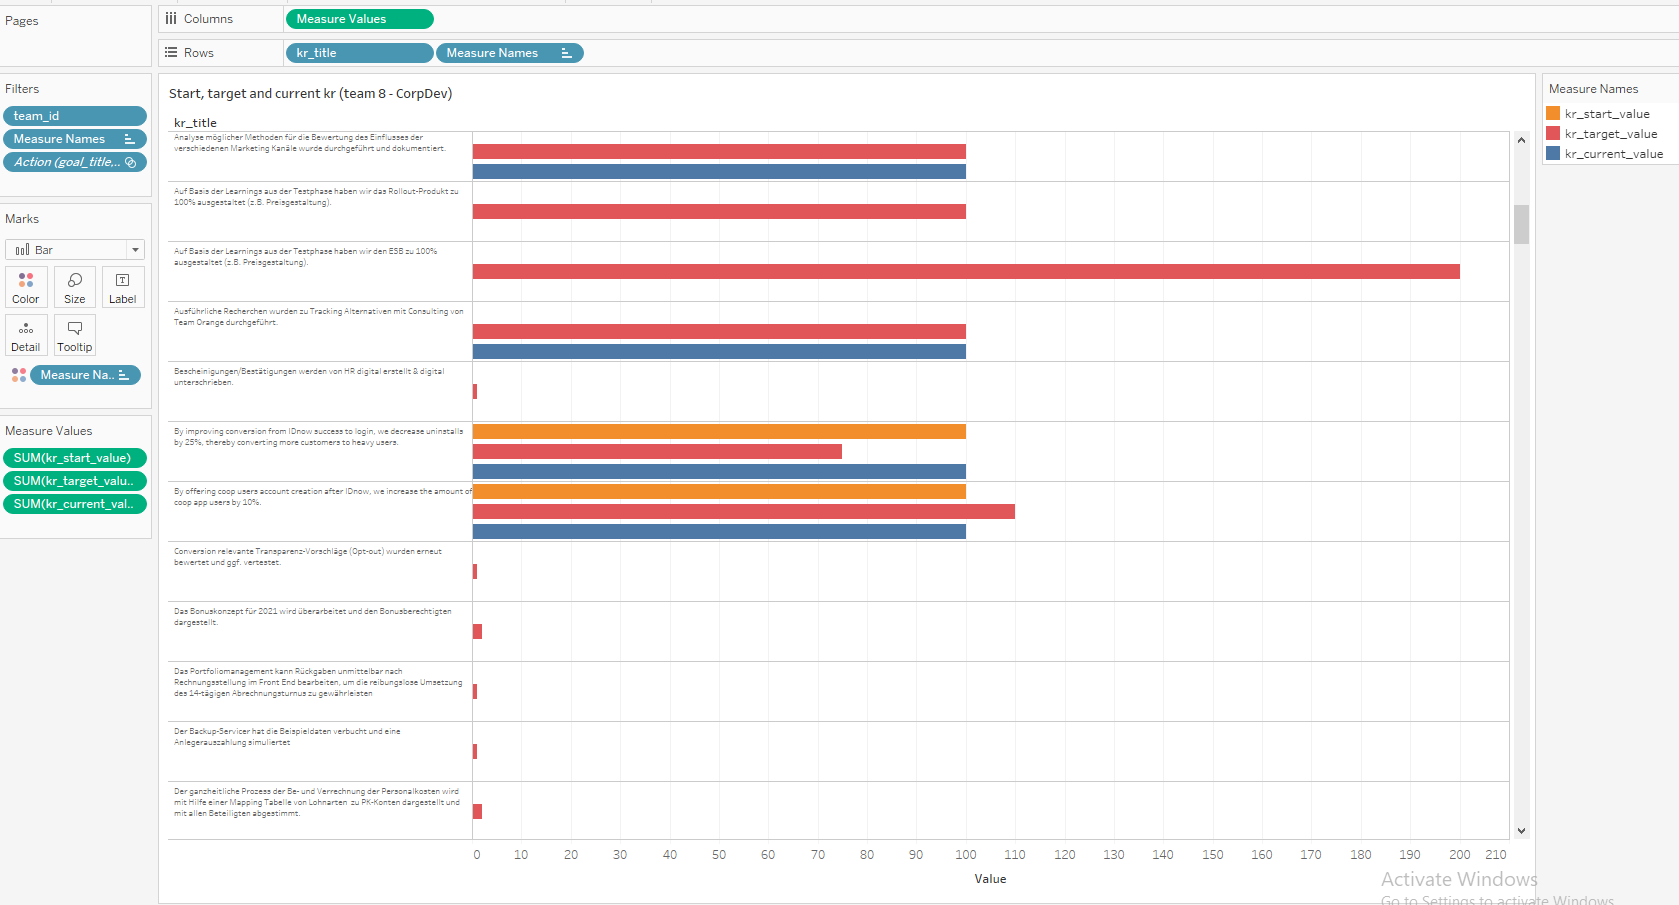 Pages
Columns
Measure Values
Rows
kr_title
Measure Names
Filters
team_id
Measure Names
Action (goal_title,..
Marks
Bar
Color
Size
Label
Detail
Tooltip
Measure Na..
Measure Values
SUM(kr_start_value)
SUM(kr_target_valu..
SUM(kr_current_val..
Start, target and current kr (team 8 - CorpDev)
kr_title
Analyse möglicher Methoden für die Bewertung des Einflusses der
verschiedenen Marketing Kanäle wurde durchgeführt und dokumentiert.
Auf Basis der Learnings aus der Testphase haben wir das Rollout-Produkt zu
100% ausgestaltet (z.B. Preisgestaltung).
Auf Basis der Learnings aus der Testphase haben wir den ESB zu 100%
ausgestaltet (z.B. Preisgestaltung).
Ausführliche Recherchen wurden zu Tracking Alternativen mit Consulting von
Team Orange durchgeführt.
Bescheinigungen/Bestätigungen werden von HR digital erstellt & digital
unterschrieben.
By improving conversion from IDnow success to login, we decrease uninstalls
by 25%, thereby converting more customers to heavy users.
By offering coop users account creation after IDnow, we increase the amount of
coop app users by 10%.
Conversion relevante Transparenz-Vorschläge (Opt-out) wurden erneut
bewertet und ggf. vertestet.
Das Bonuskonzept für 2021 wird überarbeitet und den Bonusberechtigten
dargestellt.
Das Portfoliomanagement kann Rückgaben unmittelbar nach
Rechnungsstellung im Front End bearbeiten, um die reibungslose Umsetzung
des 14-tägigen Abrechnungsturnus zu gewährleisten
Der Backup-Servicer hat die Beispieldaten verbucht und eine
Anlegerauszahlung simuliertet
Der ganzheitliche Prozess der Be- und Verrechnung der Personalkosten wird
mit Hilfe einer Mapping Tabelle von Lohnarten zu PK-Konten dargestellt und
mit allen Beteiligten abgestimmt.
0 10 20 30 40 50 60 70 80 90 100 110 120 130 140 150 160 170 180 190 200 210
Value
Measure Names
kr_start_value
kr_target_value
kr_current_value
Activate Windows
Go to Settings to activate Windows.